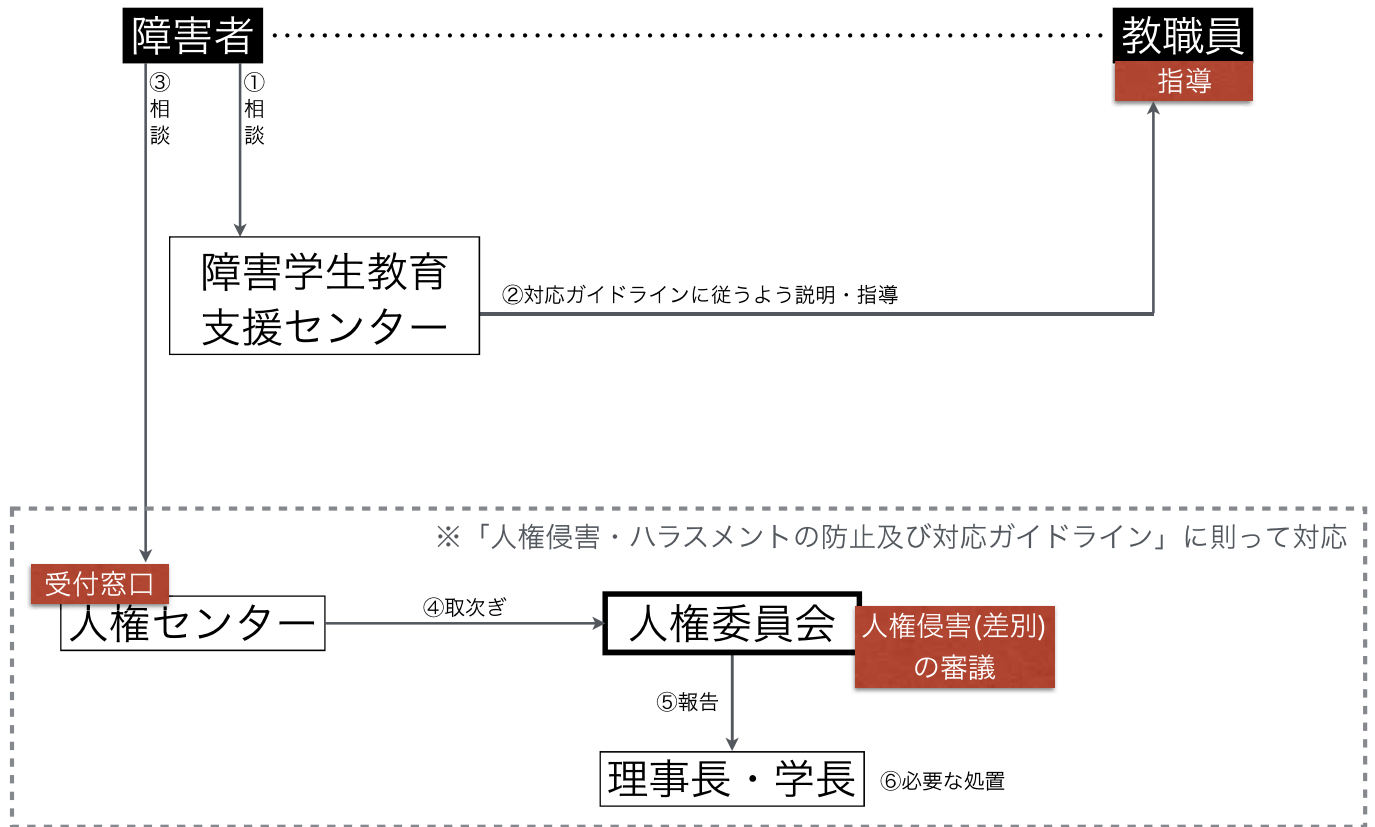 障害者
教職員
指導
③相談
①相談
障害学生教育
支援センター
②対応ガイドラインに従うよう説明・指導
※「人権侵害・ハラスメントの防止及び対応ガイドライン」に則って対応
受付窓口
人権センター
④取次ぎ
人権委員会
人権侵害(差別)
の審議
⑤報告
理事長・学長
⑥必要な処置